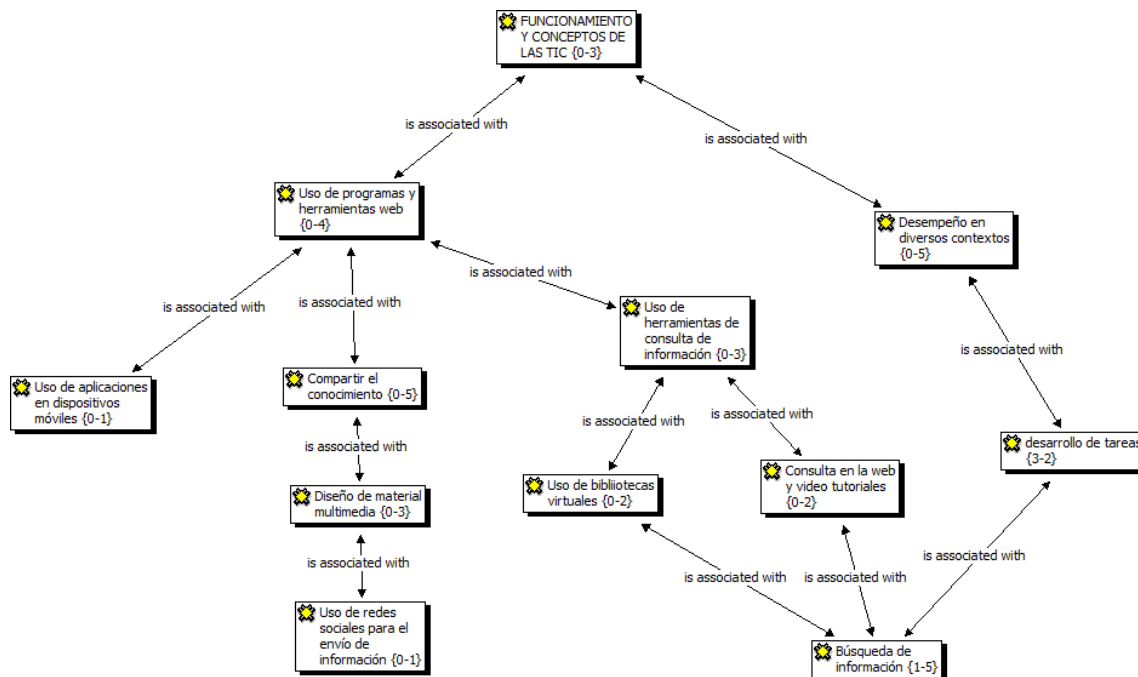 FUNCIONAMIENTO
Y CONCEPTOS DE
LAS TIC {0-3}
is associated with
is associated with
Uso de programas y
herramientas web
{0-4}
Desempeño en
diversos contextos
{0-5}
is associated with
is associated with
is associated with
Uso de
herramientas de
consulta de
información {0-3}
is associated with
Uso de aplicaciones
en dispositivos
móviles {0-1}
Compartir el
conocimiento {0-5}
is associated with
is associated with
is associated with
desarrollo de tareas
{3-2}
Diseño de material
multimedia {0-3}
Uso de bibliiotecas
virtuales {0-2}
Consulta en la web
y video tutoriales
{0-2}
is associated with
is associated with
is associated with
is associated with
Uso de redes
sociales para el
envío de
información {0-1}
Búsqueda de
información {1-5}